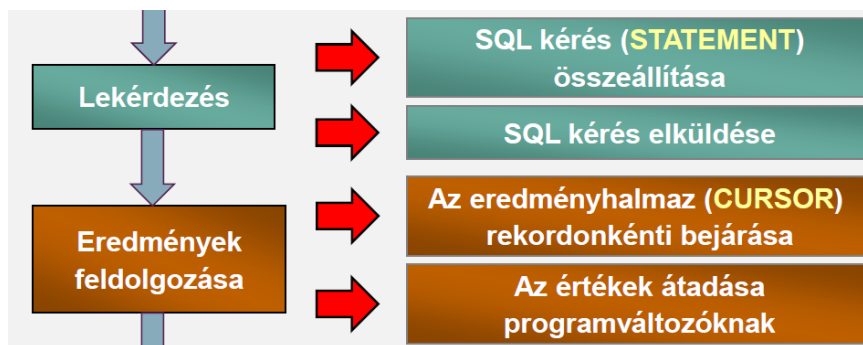 Lekérdezés
SQL kérés (STATEMENT)
összeállítása
SQL kérés elküldése
Eredmények
feldolgozása
Az eredményhalmaz (CURSOR)
rekordonkénti bejárása
Az értékek átadása
programváltozóknak